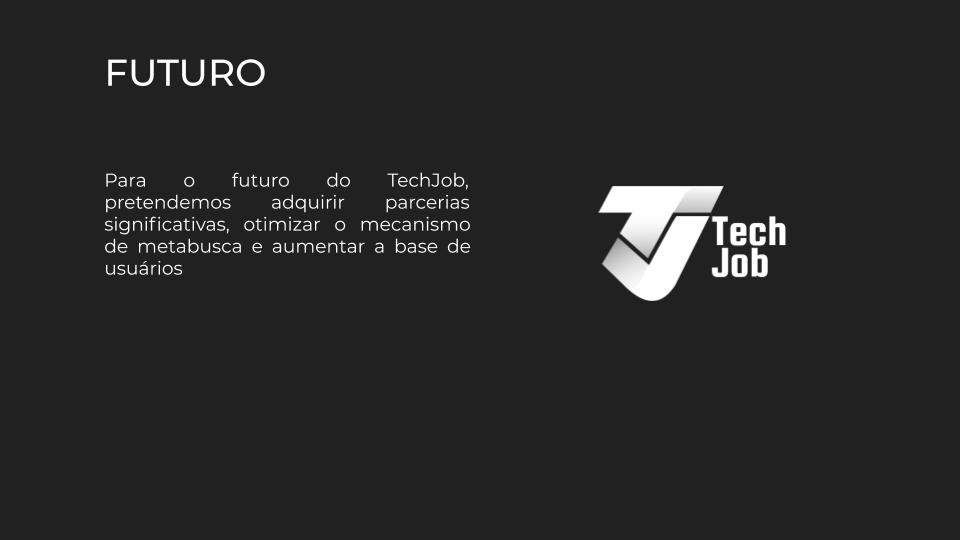 FUTURO
Para o futuro do TechJob,
pretendemos adquirir parcerias
significativas, otimizar o mecanismo
de metabusca e aumentar a base de
usuários
TJ Tech
Job